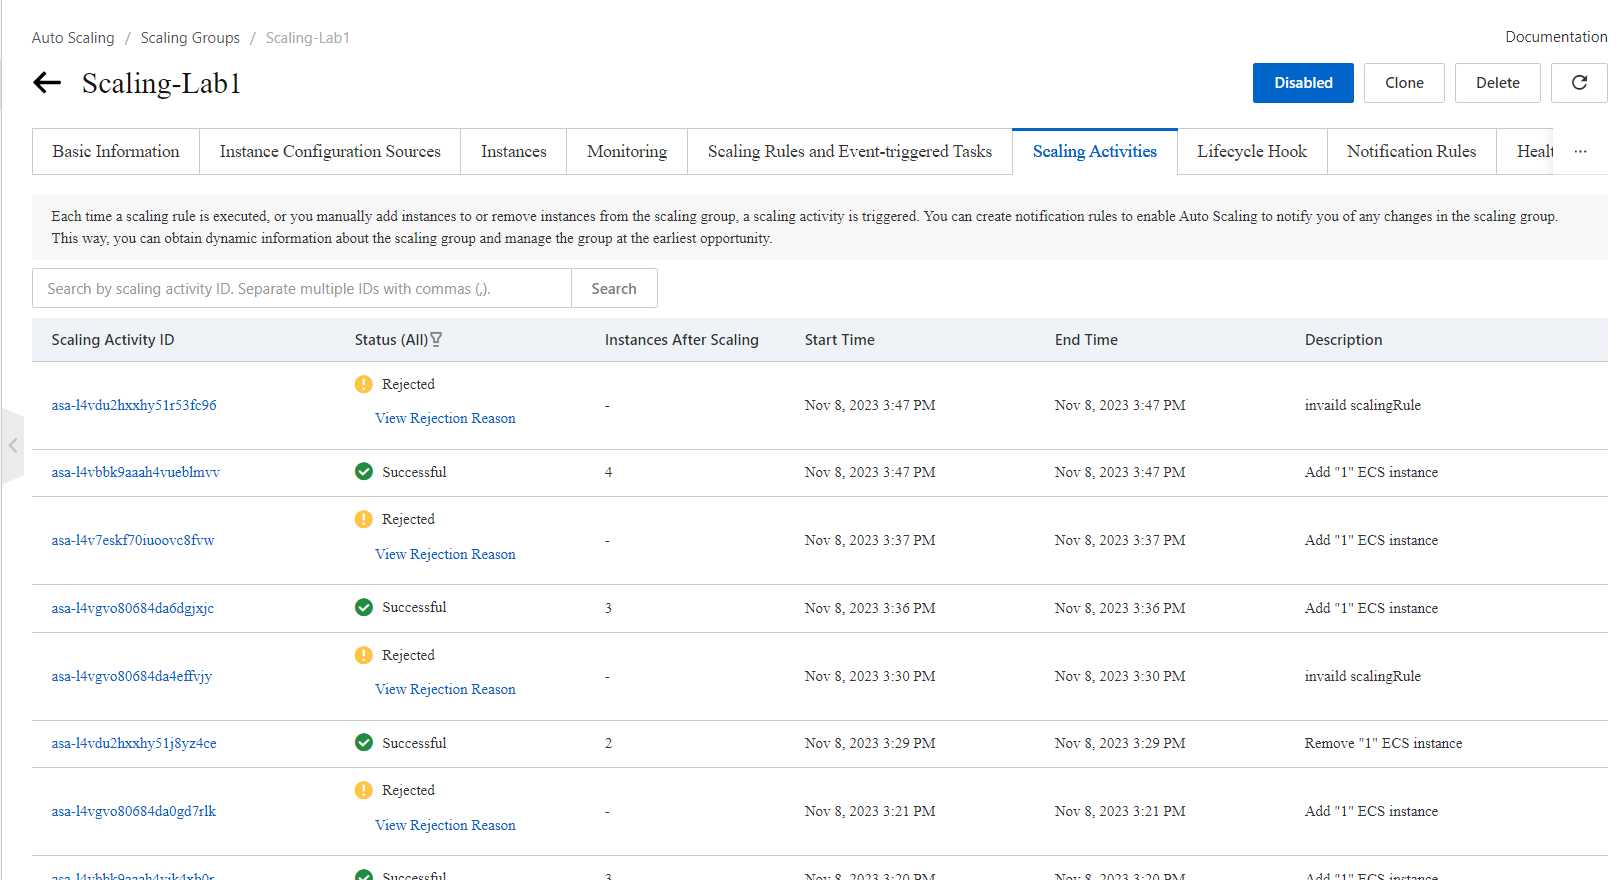 Auto Scaling / Scaling Groups / Scaling-Lab1
Documentation
Scaling-Lab1
Disabled Clone Delete
Basic Information Instance Configuration Sources Instances Monitoring Scaling Rules and Event-triggered Tasks Scaling Activities Lifecycle Hook Notification Rules Healt ...
Each time a scaling rule is executed, or you manually add instances to or remove instances from the scaling group, a scaling activity is triggered. You can create notification rules to enable Auto Scaling to notify you of any changes in the scaling group.
This way, you can obtain dynamic information about the scaling group and manage the group at the earliest opportunity.
Search by scaling activity ID. Separate multiple IDs with commas (,). Search
Scaling Activity ID Status (All) Instances After Scaling Start Time End Time Description
Rejected
asa-l4vdu2hxxhy51r53fc96 - Nov 8, 2023 3:47 PM Nov 8, 2023 3:47 PM invaild scalingRule
View Rejection Reason
asa-l4vbbk9aaah4vueblmvv Successful 4 Nov 8, 2023 3:47 PM Nov 8, 2023 3:47 PM Add "1" ECS instance
Rejected
asa-l4v7eskf70iuoovc8fvw - Nov 8, 2023 3:37 PM Nov 8, 2023 3:37 PM Add "1" ECS instance
View Rejection Reason
asa-l4vgvo80684da6dgjxjc Successful 3 Nov 8, 2023 3:36 PM Nov 8, 2023 3:36 PM Add "1" ECS instance
Rejected
asa-l4vgvo80684da4effvjy - Nov 8, 2023 3:30 PM Nov 8, 2023 3:30 PM invaild scalingRule
View Rejection Reason
asa-l4vdu2hxxhy51j8yz4ce Successful 2 Nov 8, 2023 3:29 PM Nov 8, 2023 3:29 PM Remove "1" ECS instance
Rejected
asa-l4vgvo80684da0gd7rlk - Nov 8, 2023 3:21 PM Nov 8, 2023 3:21 PM Add "1" ECS instance
View Rejection Reason
Successful 3 Nov 8, 2023 3:20 PM Nov 8, 2023 3:20 PM Add "1" ECS instance